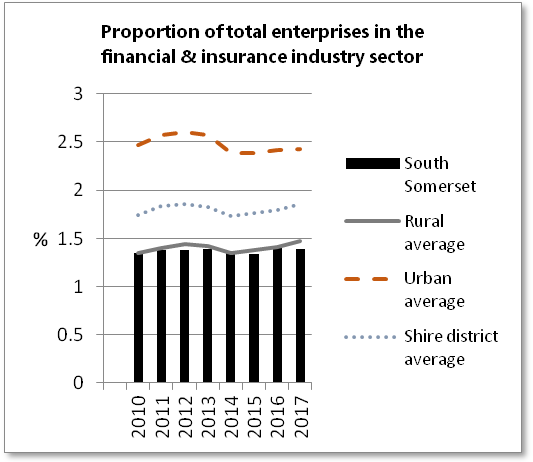 Proportion of total enterprises in the
financial & insurance industry sector
3
2.5
2
1.5
1
0.5
0
%
2010
2011
2012
2013
2014
2015
2016
2017
South
Somerset
Rural
average
Urban
average
Shire district
average